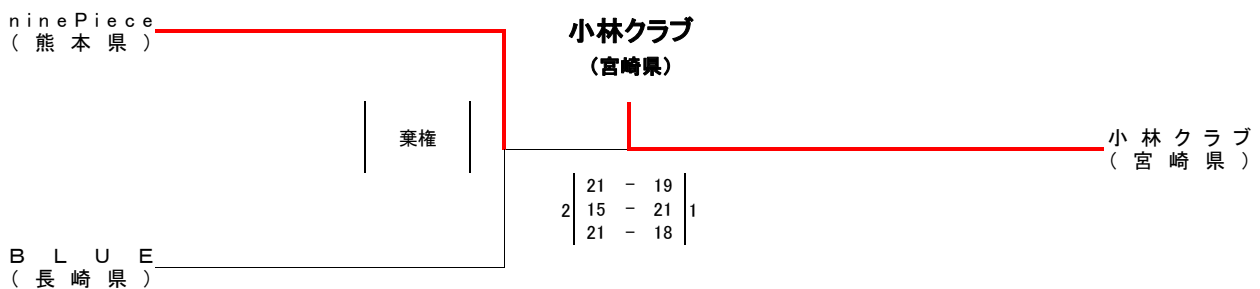 ninePiece
(熊本県)
小林クラブ
(宮崎県)
棄権
小林クラブ
(宮崎県)
21 - 19
2 15 - 21 1
21 - 18
BLUE
(長崎県)